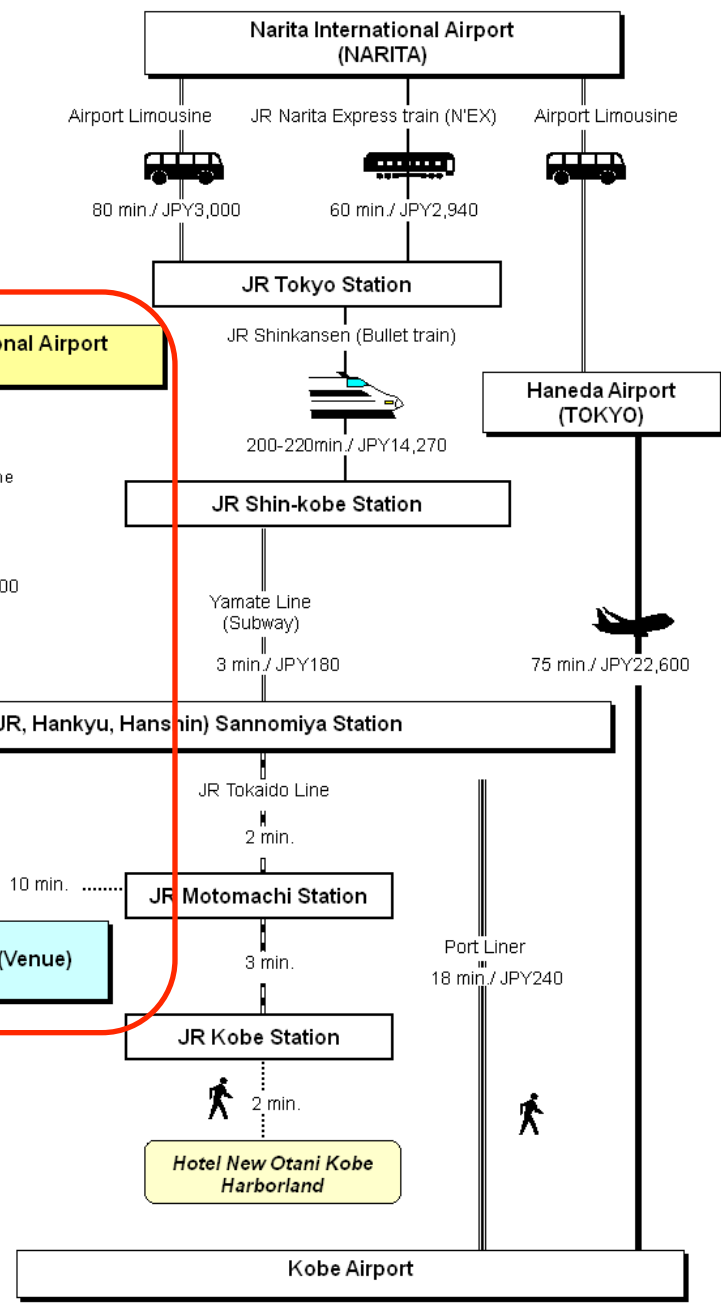 Narita International Airport
(NARITA)
Airport Limousine
JR Narita Express train (N'EX)
Airport Limousine
80 min./ JPY3,000
60 min./ JPY2,940
JR Tokyo Station
JR Shinkansen (Bullet train)
onal Airport
Haneda Airport
(TOKYO)
200-220min./ JPY14,270
ne
JR Shin-kobe Station
00
Yamate Line
(Subway)
3 min./ JPY180
75 min./ JPY22,600
JR, Hankyu, Hanshin) Sannomiya Station
JR Tokaido Line
2 min.
10 min.
JR Motomachi Station
(Venue)
3 min.
Port Liner
18 min./ JPY240
JR Kobe Station
2 min.
Hotel New Otani Kobe
Harborland
Kobe Airport